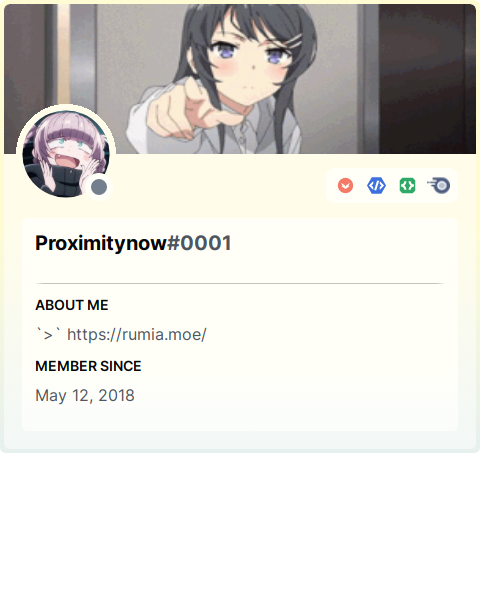 Proximitynow#0001
ABOUT ME
`>` https://rumia.moe/
MEMBER SINCE
May 12, 2018